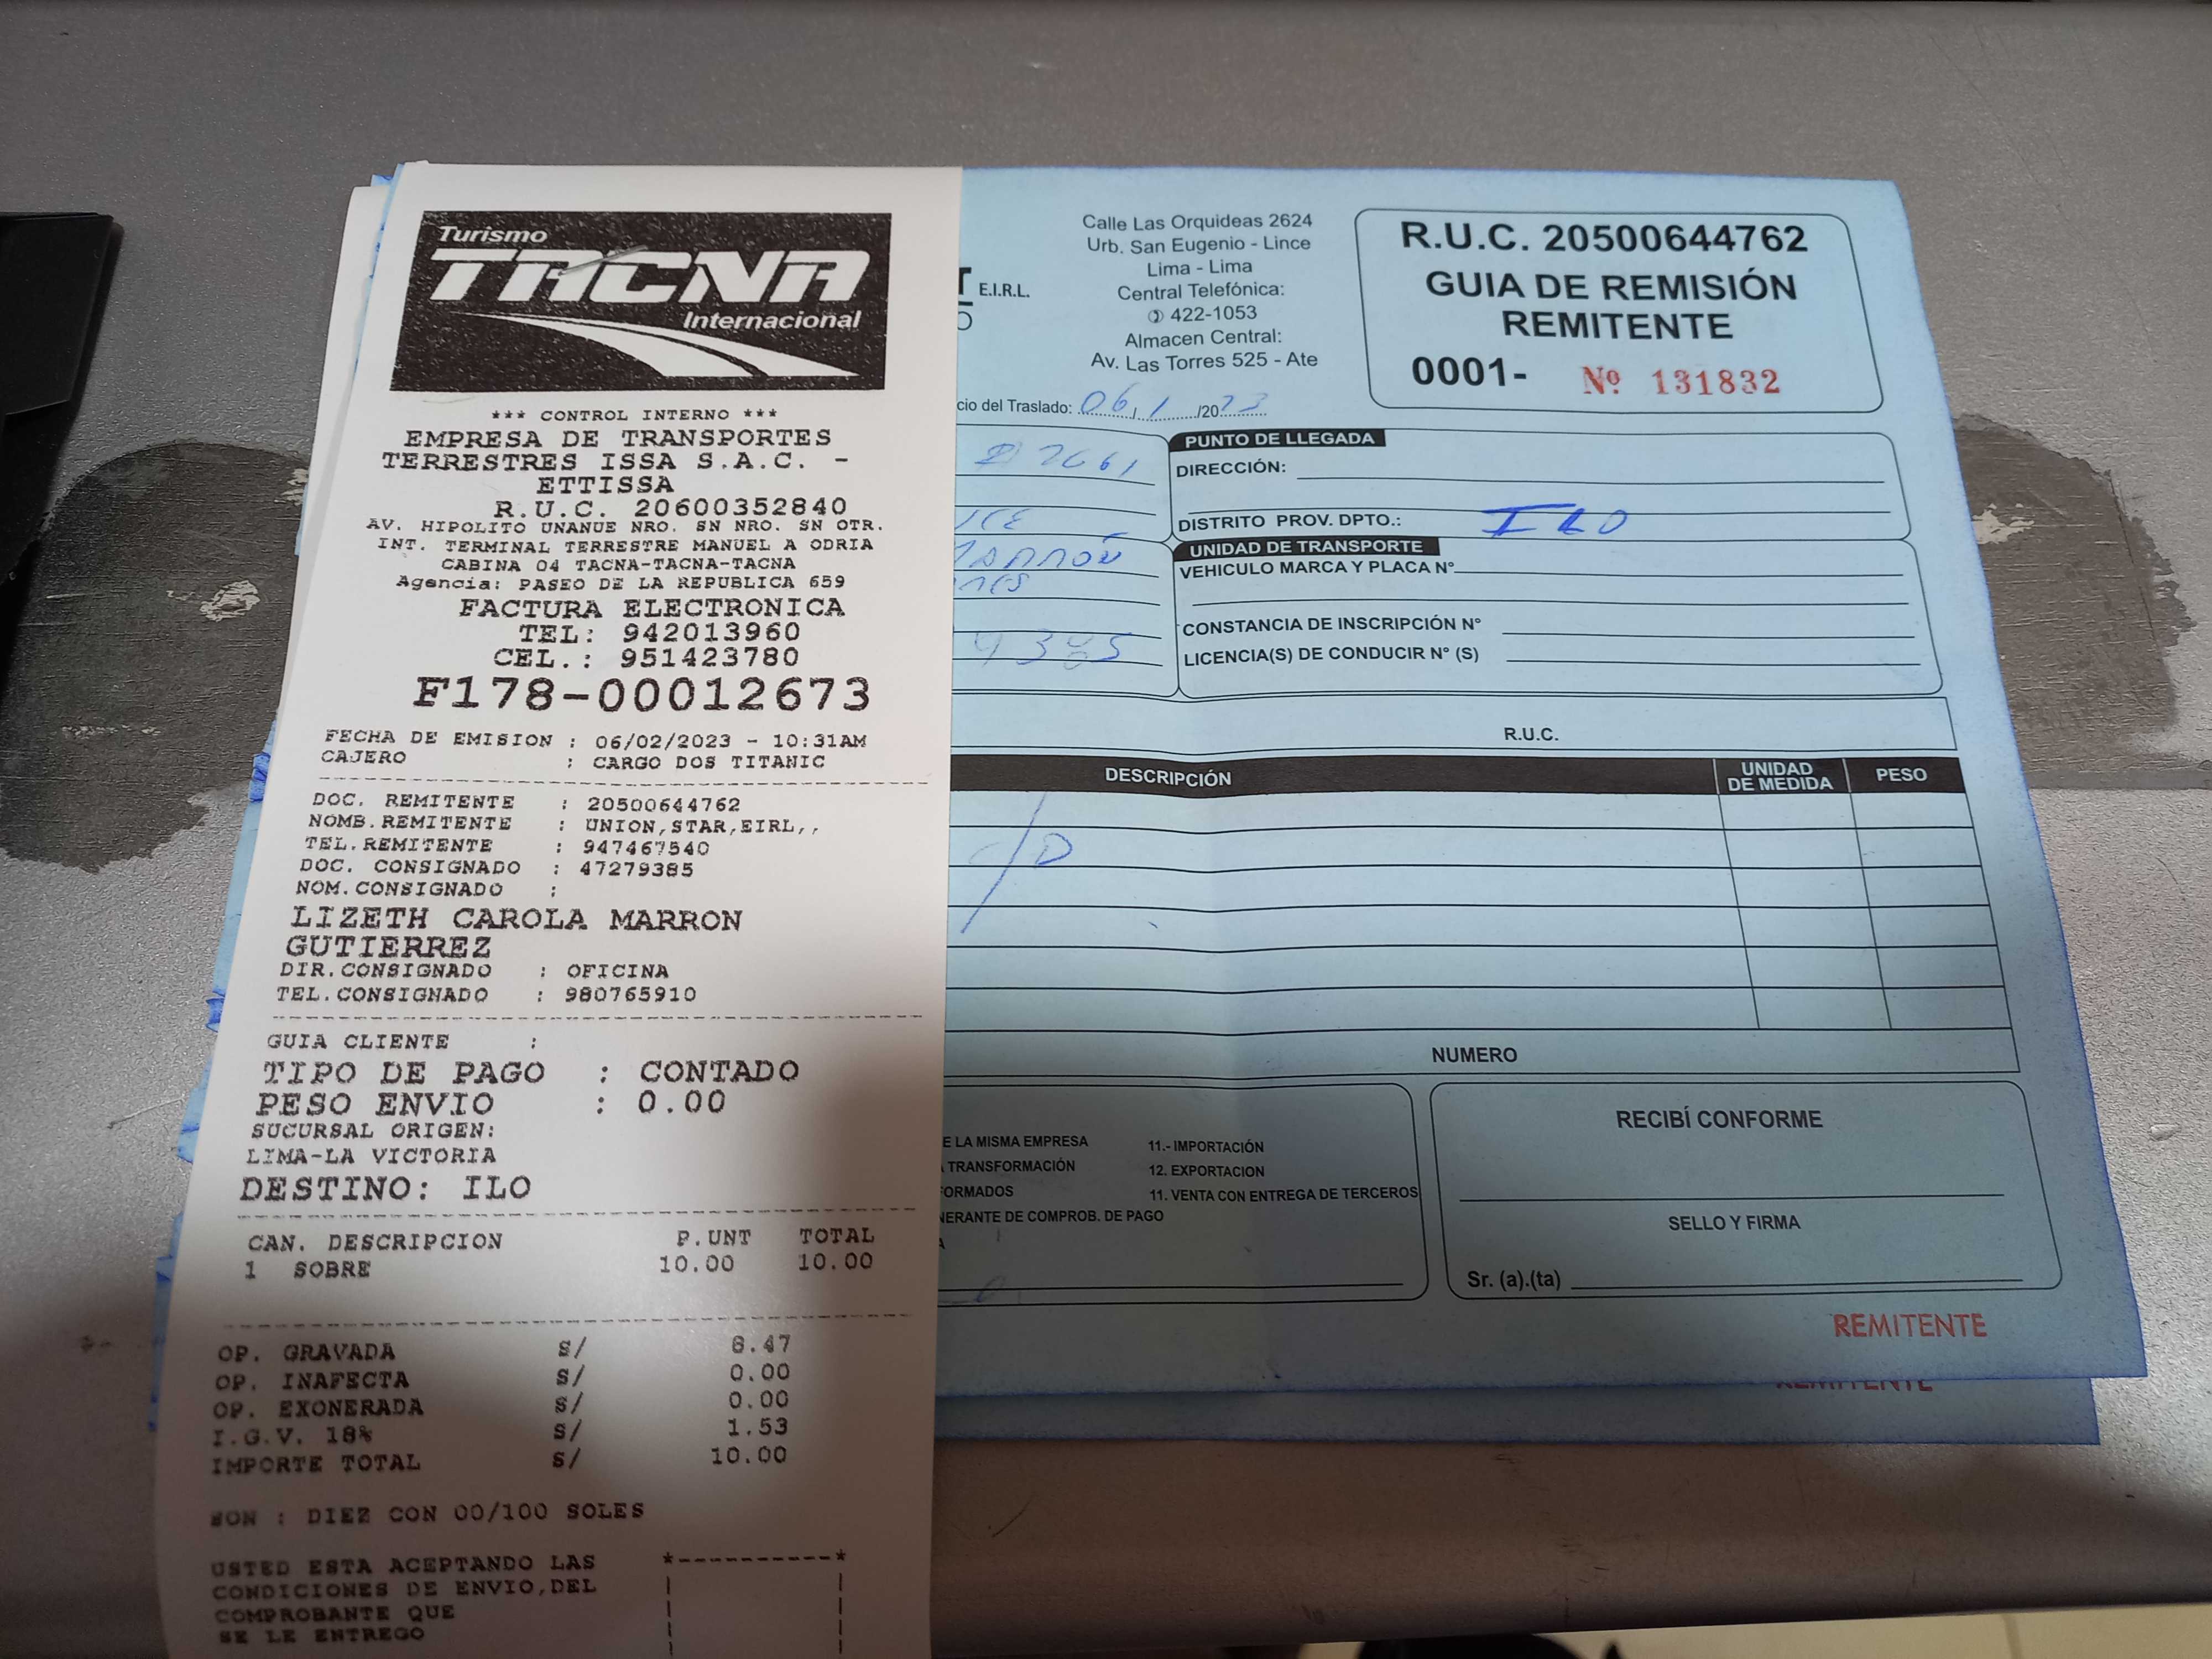 Turismo
TACNA
Internacional
*** CONTROL INTERNO ***
EMPRESA DE TRANSPORTES
TERRESTRES ISSA S.A.C. -
ETTISSA
R.U.C. 20600352840
AV. HIPOLITO UNANUE NRO. SN NRO. SN OTR.
INT. TERMINAL TERRESTRE MANUEL A ODRIA
CABINA 04 TACNA-TACNA-TACNA
Agencia: PASEO DE LA REPUBLICA 659
FACTURA ELECTRONICA
TEL: 942013960
CEL.: 951423780
F178-00012673
FECHA DE EMISION : 06/02/2023 - 10:31AM
CAJERO : CARGO DOS TITANIC
DOC. REMITENTE : 20500644762
NOMB.REMITENTE : UNION,STAR,EIRL,,
TEL.REMITENTE : 947467540
DOC. CONSIGNADO : 47279385
NOM.CONSIGNADO :
LIZETH CAROLA MARRON
GUTIERREZ
DIR.CONSIGNADO : OFICINA
TEL.CONSIGNADO : 980765910
GUIA CLIENTE :
TIPO DE PAGO : CONTADO
PESO ENVIO : 0.00
SUCURSAL ORIGEN:
LIMA-LA VICTORIA
DESTINO: ILO
CAN. DESCRIPCION P.UNT TOTAL
1 SOBRE 10.00 10.00
OP. GRAVADA S/ 8.47
OP. INAFECTA S/ 0.00
OP. EXONERADA S/ 0.00
I.G.V. 18% S/ 1.53
IMPORTE TOTAL S/ 10.00
SON : DIEZ CON 00/100 SOLES
USTED ESTA ACEPTANDO LAS
CONDICIONES DE ENVIO,DEL
COMPROBANTE QUE
SE LE ENTREGO
E.I.R.L.
Calle Las Orquideas 2624
Urb. San Eugenio - Lince
Lima - Lima
Central Telefónica:
422-1053
Almacen Central:
Av. Las Torres 525 - Ate
R.U.C. 20500644762
GUIA DE REMISIÓN
REMITENTE
0001- Nº 131832
cio del Traslado: 06/1/2023
PUNTO DE LLEGADA
DIRECCIÓN:
DISTRITO PROV. DPTO.: ILO
UNIDAD DE TRANSPORTE
VEHICULO MARCA Y PLACA N°
CONSTANCIA DE INSCRIPCIÓN N°
LICENCIA(S) DE CONDUCIR N° (S)
R.U.C.
DESCRIPCIÓN
UNIDAD
DE MEDIDA
PESO
NUMERO
E LA MISMA EMPRESA
TRANSFORMACIÓN
ORMADOS
NERANTE DE COMPROB. DE PAGO
11.- IMPORTACIÓN
12. EXPORTACION
11. VENTA CON ENTREGA DE TERCEROS
RECIBÍ CONFORME
SELLO Y FIRMA
Sr. (a).(ta)
REMITENTE
REMITENTE